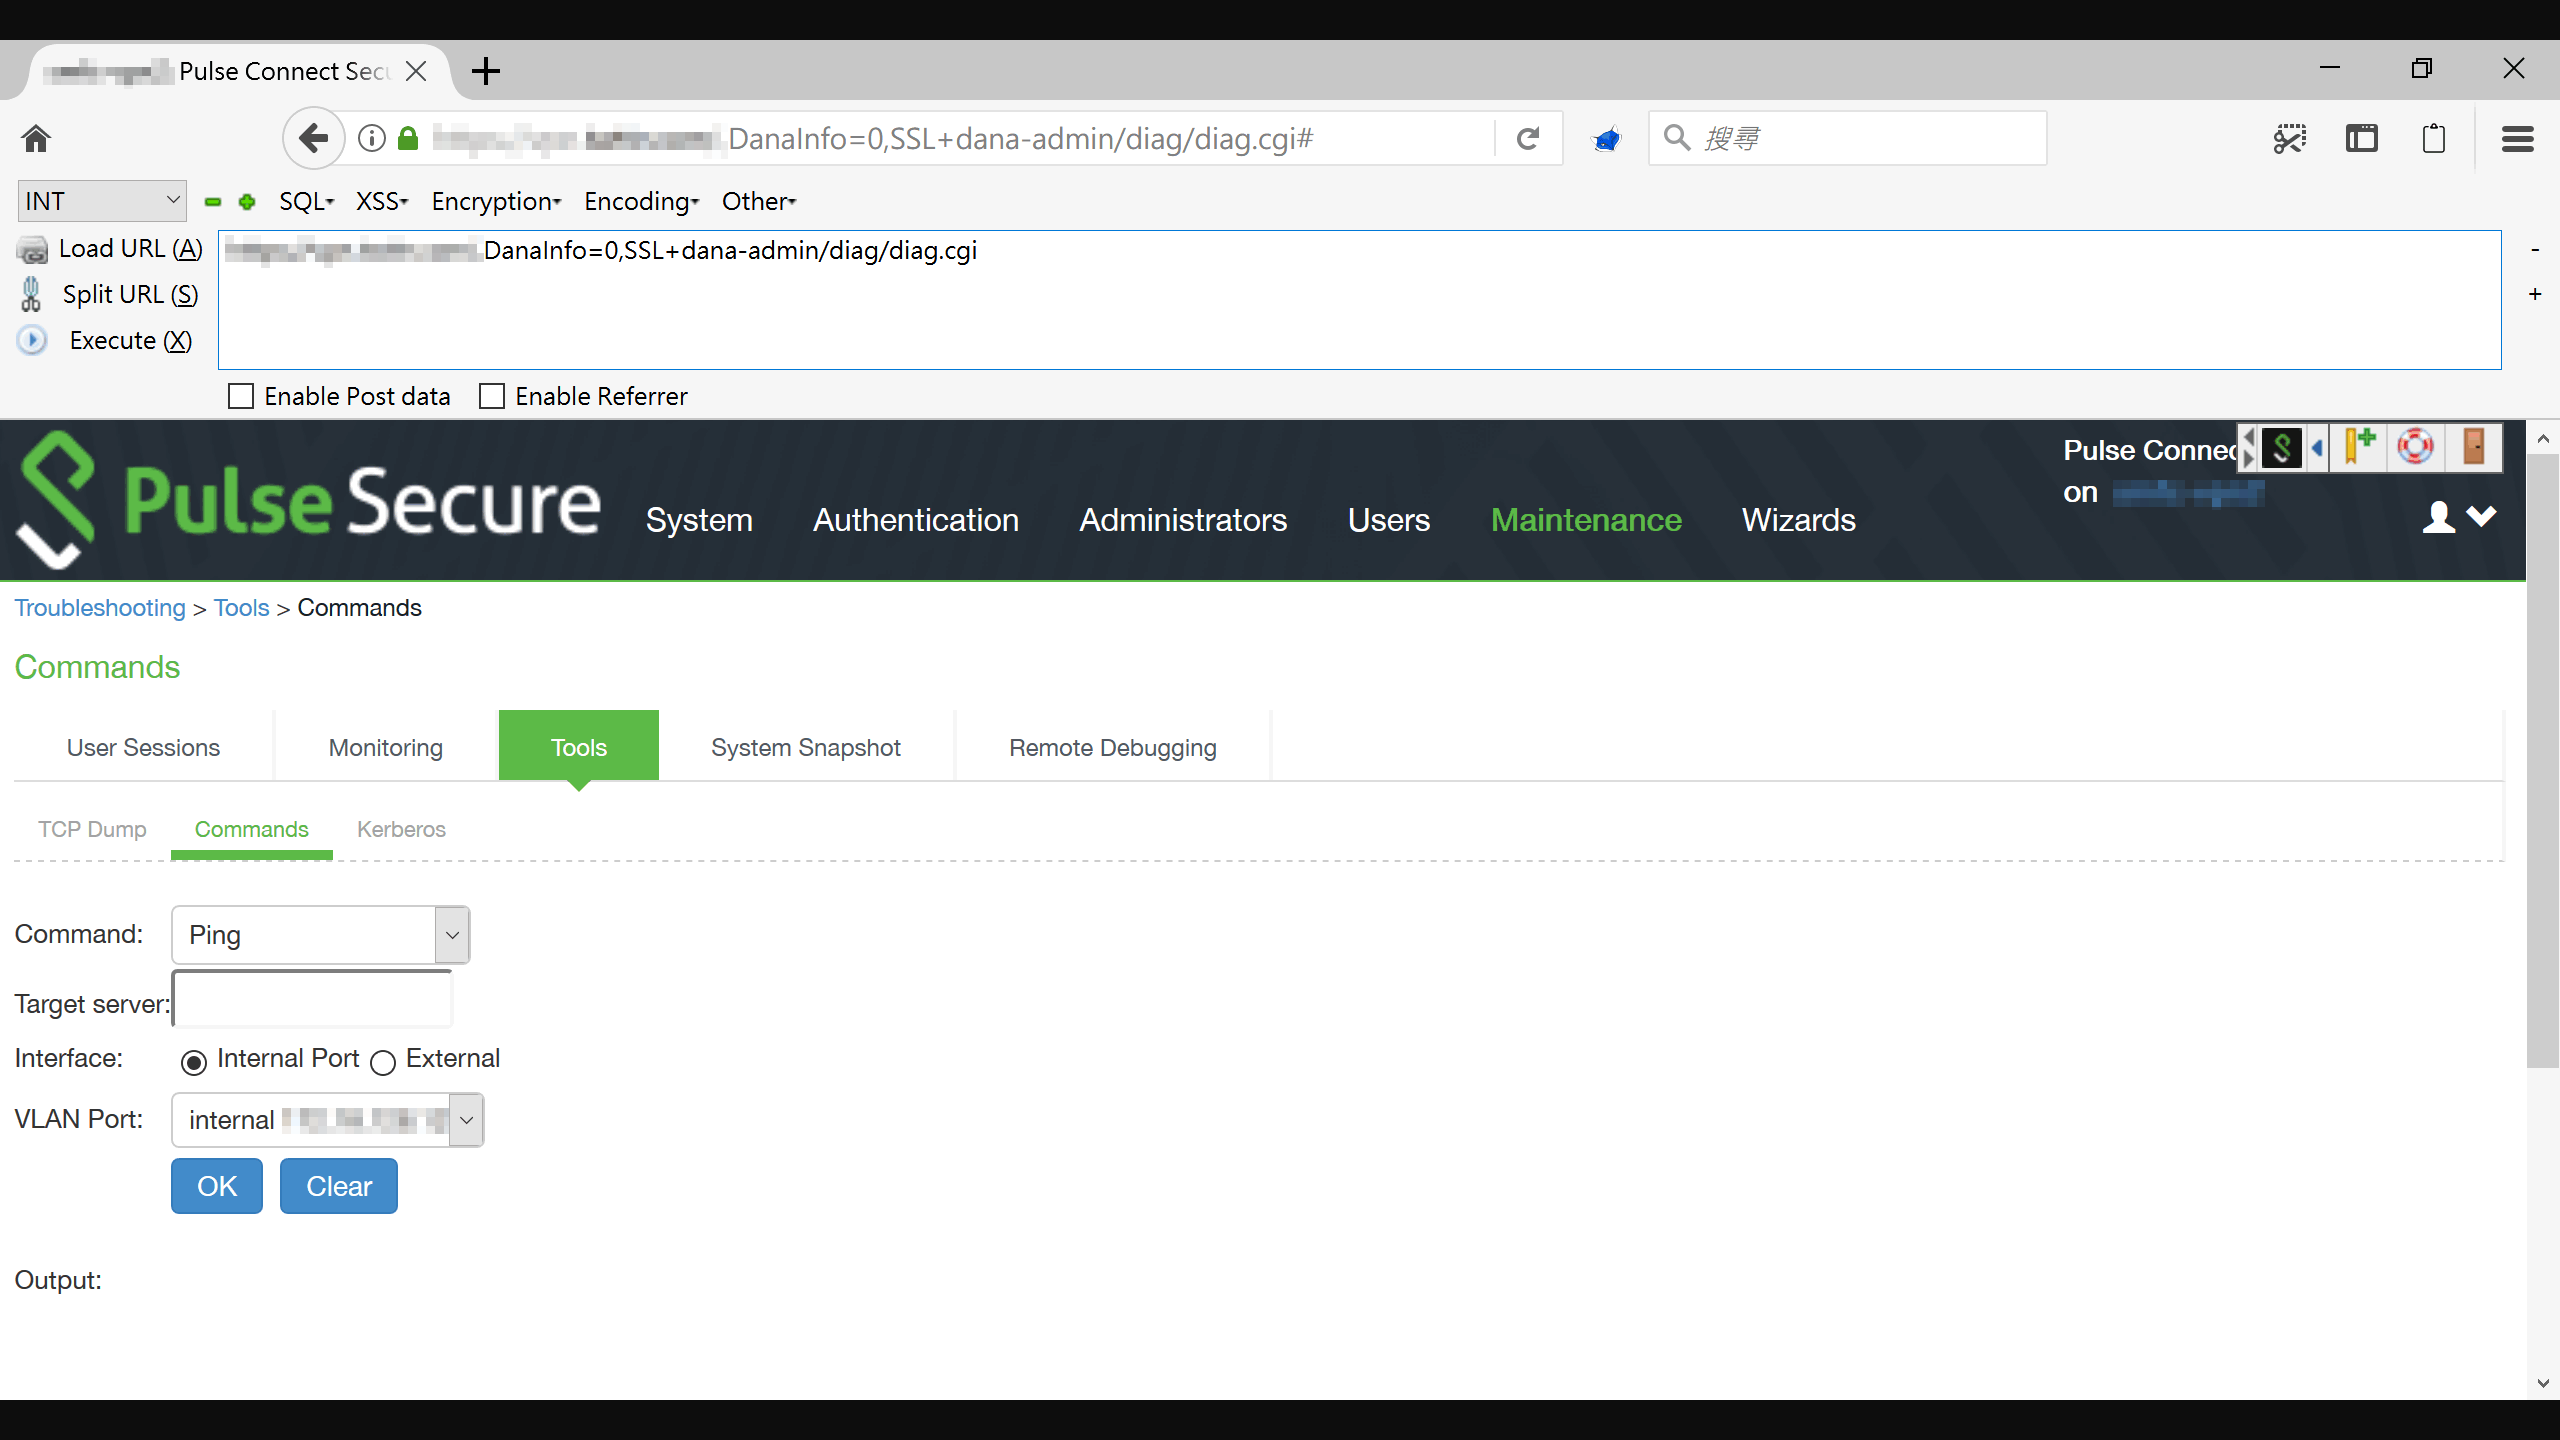 Pulse Connect Secu
DanaInfo=0,SSL+dana-admin/diag/diag.cgi#
搜尋
INT SQL XSS Encryption Encoding Other
Load URL (A)
DanaInfo=0,SSL+dana-admin/diag/diag.cgi
-
Split URL (S)
+
Execute (X)
Enable Post data Enable Referrer
Pulse Secure
System Authentication Administrators Users Maintenance Wizards
Pulse Connec
on
Troubleshooting > Tools > Commands
Commands
User Sessions Monitoring Tools System Snapshot Remote Debugging
TCP Dump Commands Kerberos
Command: Ping
Target server:
Interface: Internal Port External
VLAN Port: internal
OK Clear
Output: